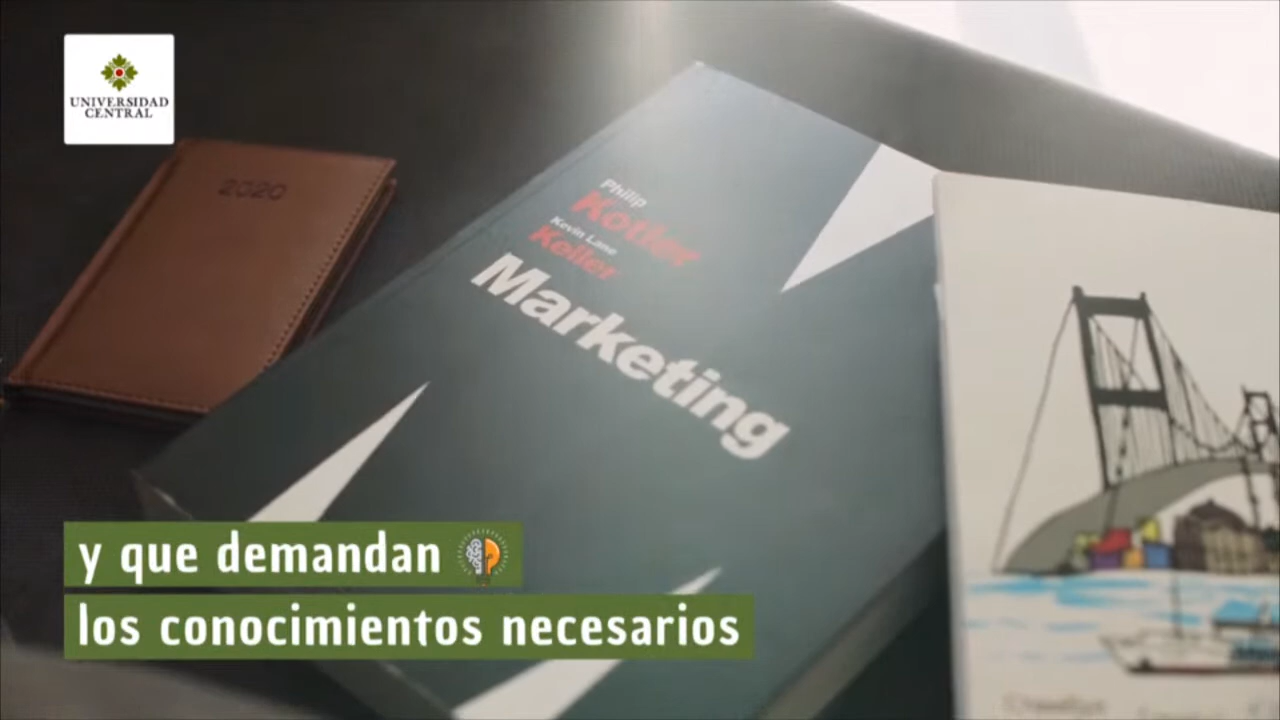 UNIVERSIDAD
CENTRAL
2020
Philip
Kotler
Kevin Lane
Keller
Marketing
y que demandan
los conocimientos necesarios